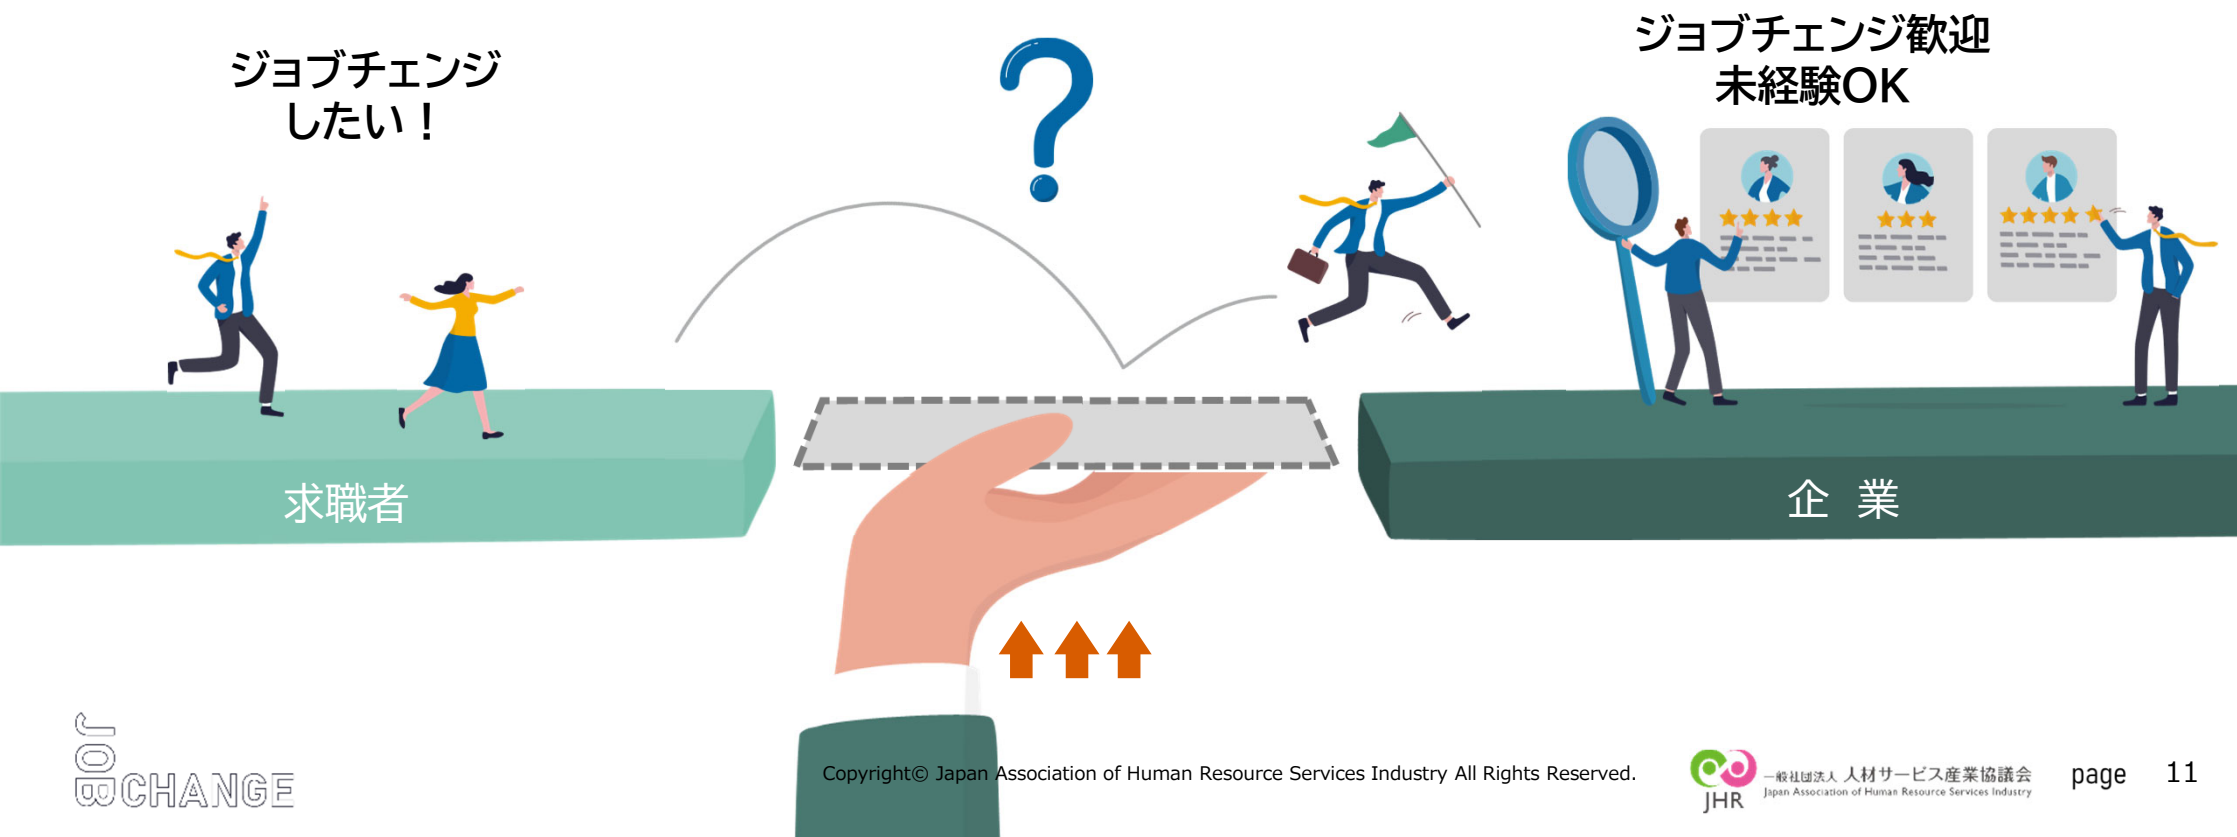 ジョブチェンジ
したい！
ジョブチェンジ歓迎
未経験OK
求職者
企 業
JOB
CHANGE
Copyright© Japan Association of Human Resource Services Industry All Rights Reserved.
JHR
一般社団法人 人材サービス産業協議会
Japan Association of Human Resource Services Industry
page 11